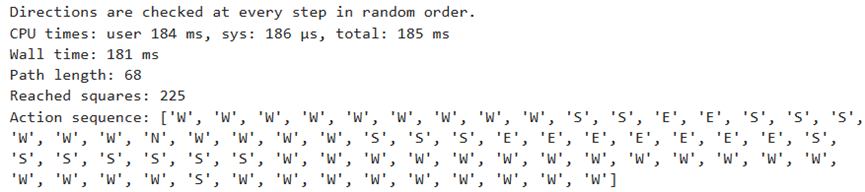 Directions are checked at every step in random order.
CPU times: user 184 ms, sys: 186 µs, total: 185 ms
Wall time: 181 ms
Path length: 68
Reached squares: 225
Action sequence: ['W', 'W', 'W', 'W', 'W', 'W', 'W', 'W', 'W', 'S', 'S', 'E', 'E', 'S', 'S', 'S',
'W', 'W', 'W', 'N', 'W', 'W', 'W', 'W', 'S', 'S', 'S', 'E', 'E', 'E', 'E', 'E', 'E', 'E', 'S',
'S', 'S', 'S', 'S', 'S', 'S', 'W', 'W', 'W', 'W', 'W', 'W', 'W', 'W', 'W', 'W', 'W', 'W', 'W',
'W', 'W', 'W', 'W', 'S', 'W', 'W', 'W', 'W', 'W', 'W', 'W', 'W', 'W']